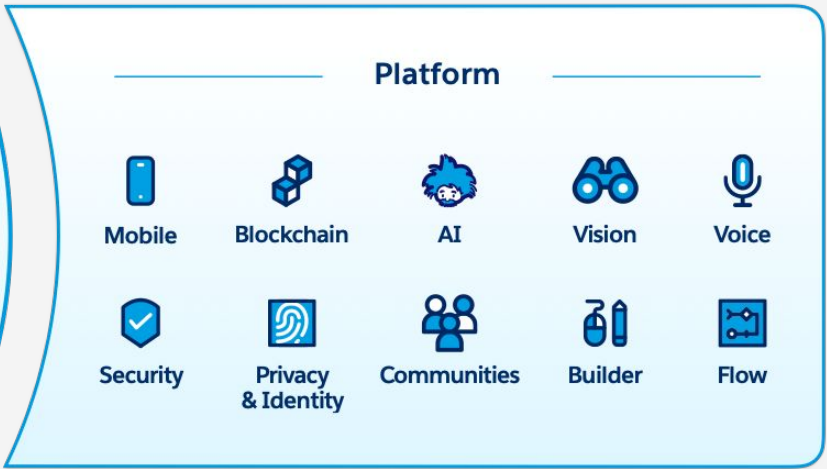 Platform
Mobile
Blockchain
AI
Vision
Voice
Security
Privacy
& Identity
Communities
Builder
Flow